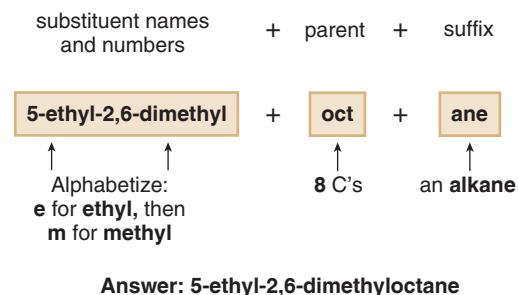 substituent names
and numbers
+ parent + suffix
5-ethyl-2,6-dimethyl + oct + ane
Alphabetize:
e for ethyl, then
m for methyl
8 C's
an alkane
Answer: 5-ethyl-2,6-dimethyloctane